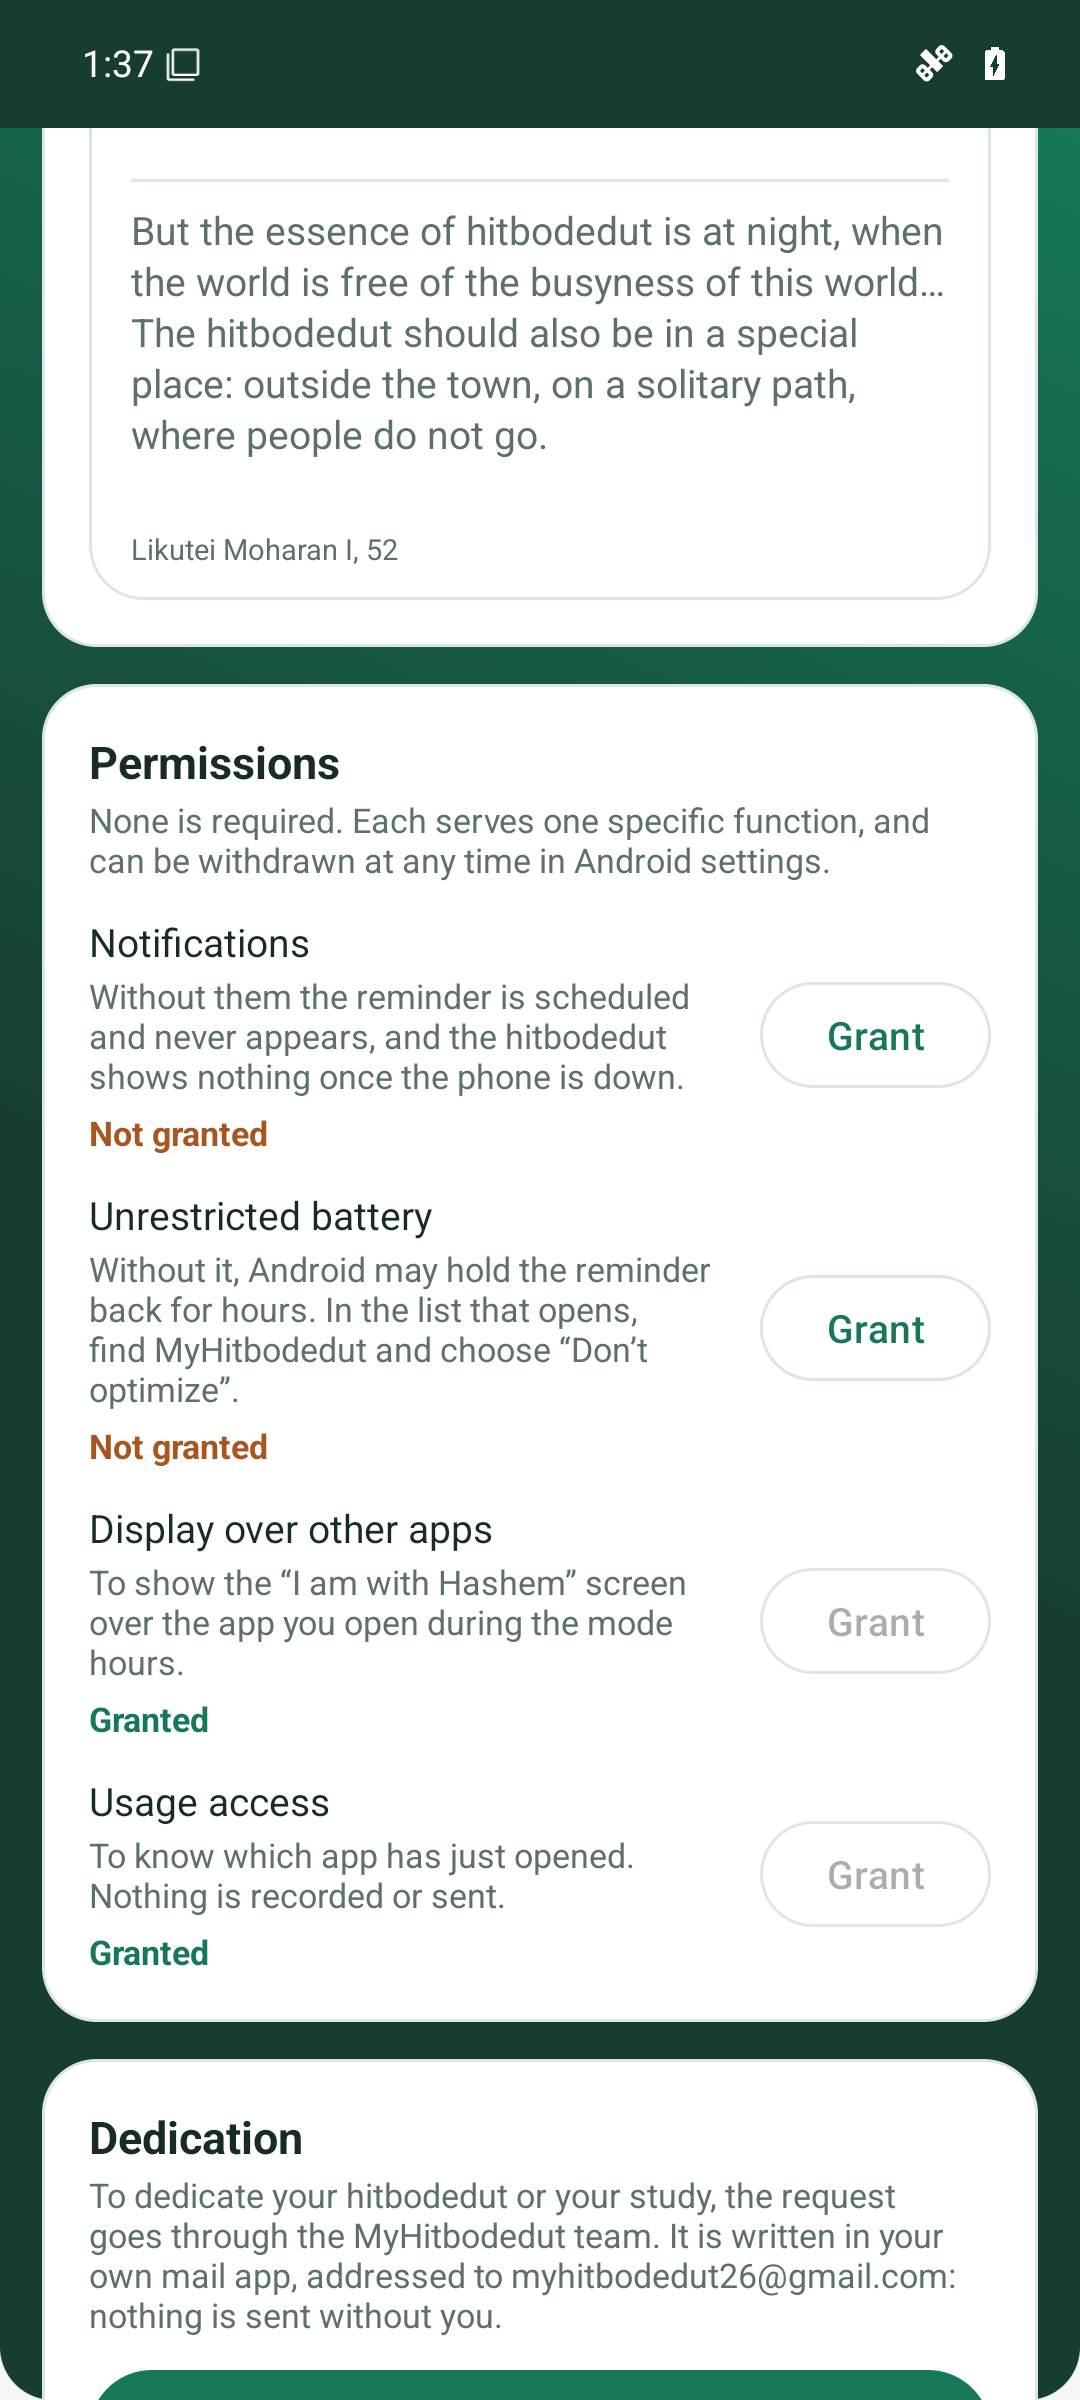 1:37
But the essence of hitbodedut is at night, when
the world is free of the busyness of this world…
The hitbodedut should also be in a special
place: outside the town, on a solitary path,
where people do not go.
Likutei Moharan I, 52
Permissions
None is required. Each serves one specific function, and
can be withdrawn at any time in Android settings.
Notifications
Without them the reminder is scheduled
and never appears, and the hitbodedut
shows nothing once the phone is down.
Grant
Not granted
Unrestricted battery
Without it, Android may hold the reminder
back for hours. In the list that opens,
find MyHitbodedut and choose “Don’t
optimize”.
Grant
Not granted
Display over other apps
To show the “I am with Hashem” screen
over the app you open during the mode
hours.
Grant
Granted
Usage access
To know which app has just opened.
Nothing is recorded or sent.
Grant
Granted
Dedication
To dedicate your hitbodedut or your study, the request
goes through the MyHitbodedut team. It is written in your
own mail app, addressed to myhitbodedut26@gmail.com:
nothing is sent without you.